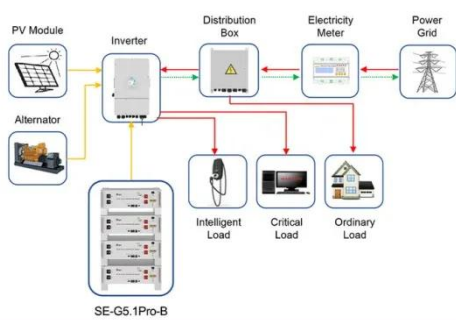 PV Module
Inverter
Distribution
Box
Electricity
Meter
Power
Grid
Alternator
Intelligent
Load
Critical
Load
Ordinary
Load
SE-G5.1Pro-B